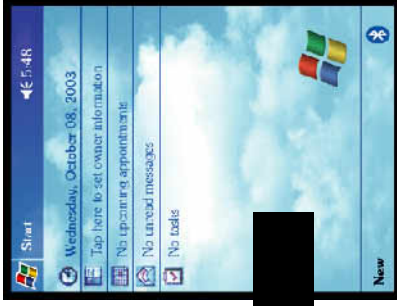 Start 5:48
Wednesday, October 08, 2003
Tap here to set owner information
No upcoming appointments
No unread messages
No tasks
New